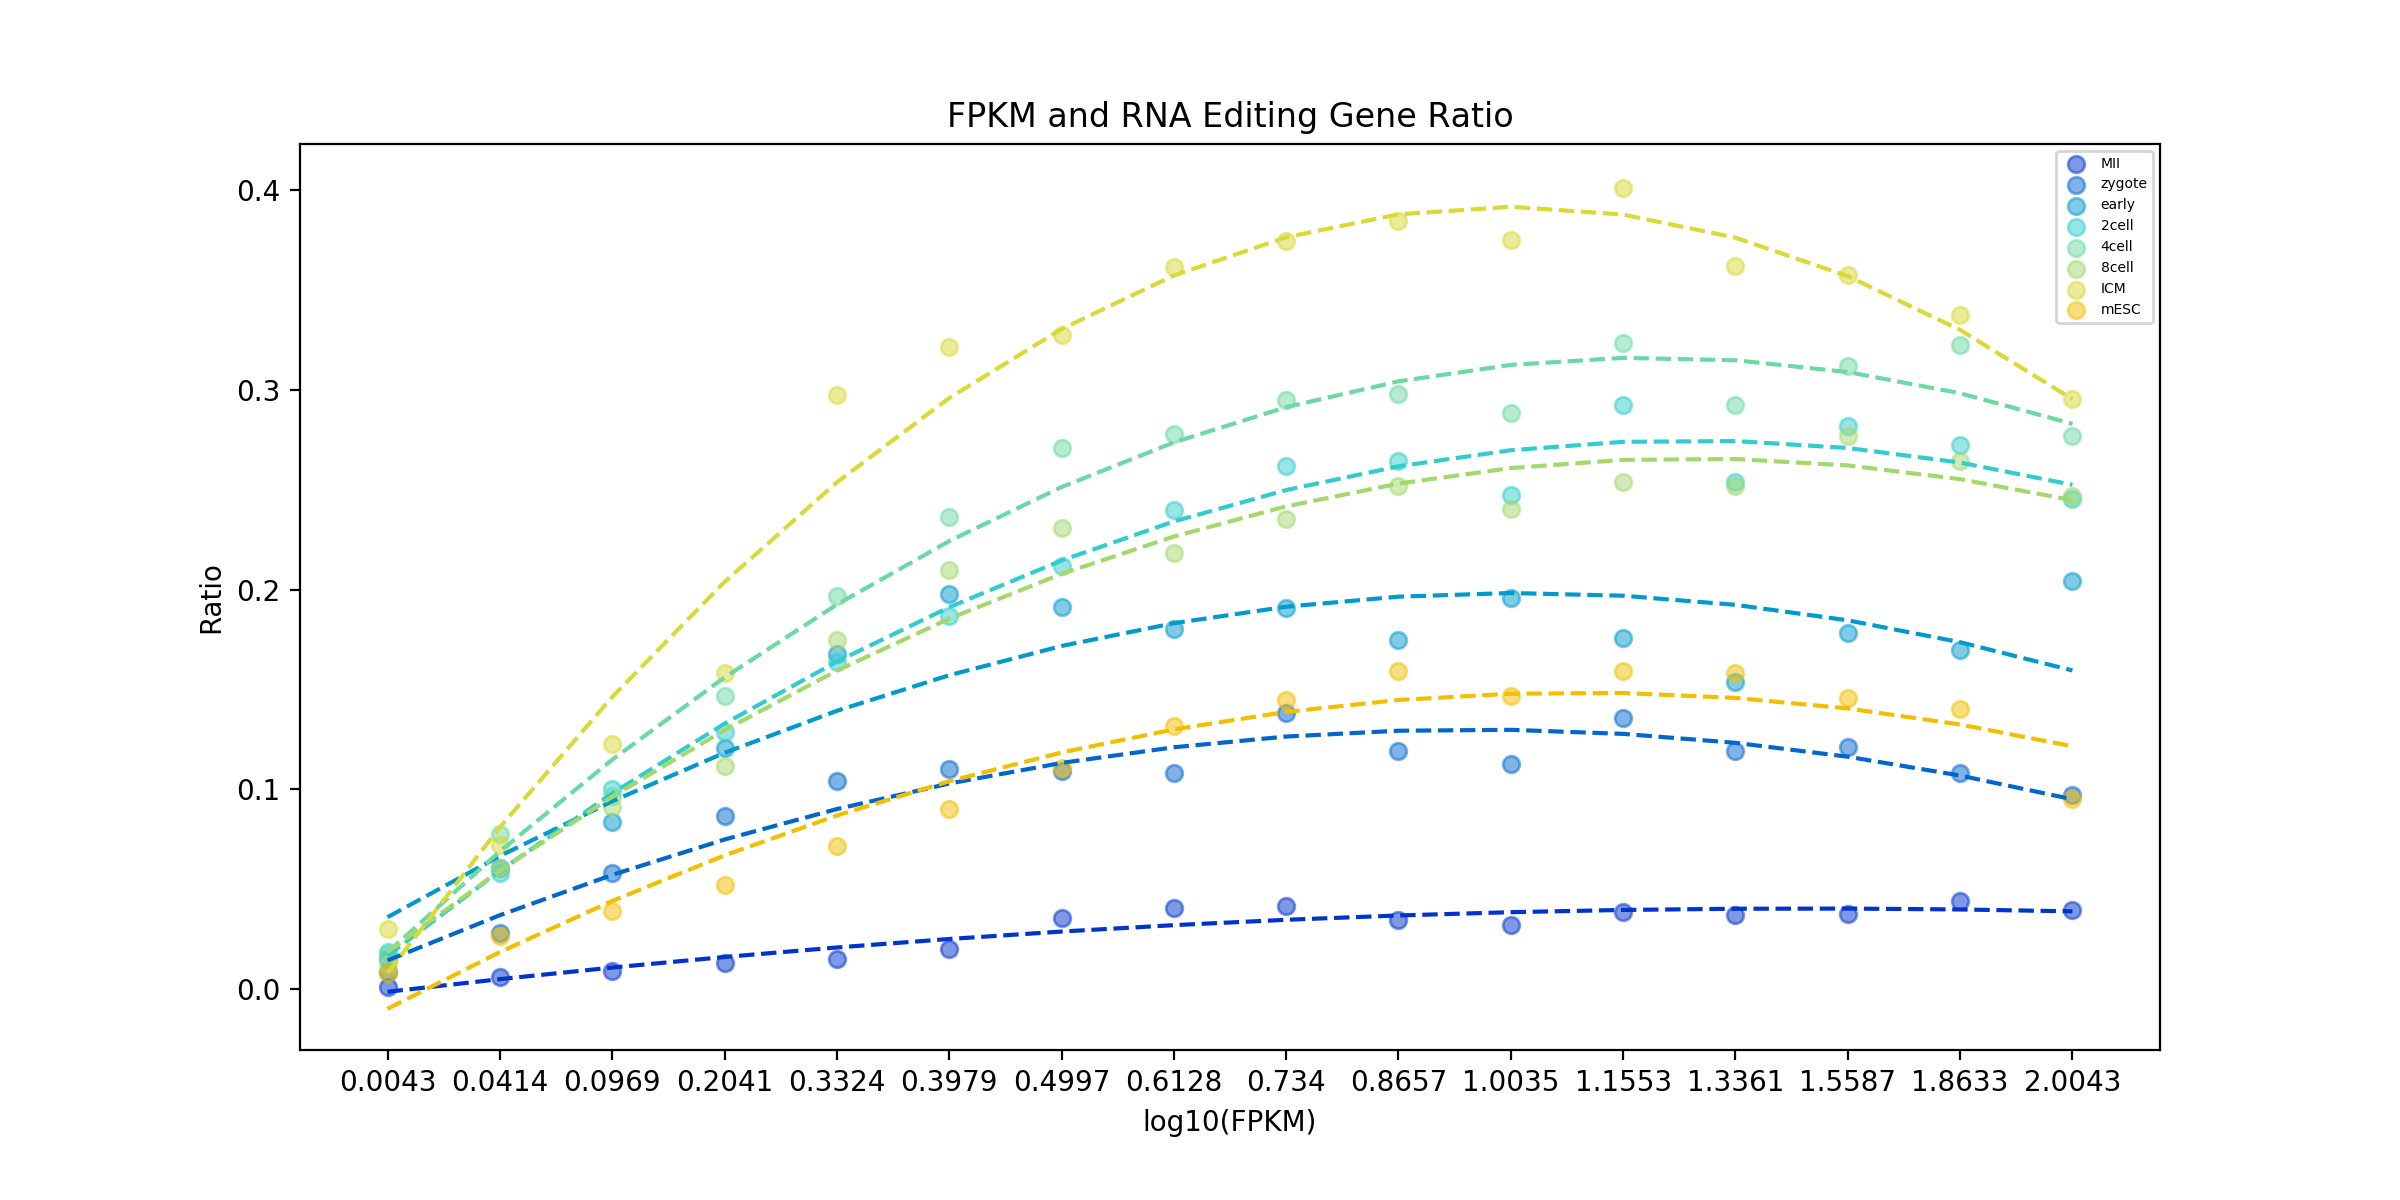 FPKM and RNA Editing Gene Ratio
MII
zygote
early
2cell
4cell
8cell
ICM
mESC
0.4
0.3
0.2
0.1
0.0
Ratio
0.0043 0.0414 0.0969 0.2041 0.3324 0.3979 0.4997 0.6128 0.734 0.8657 1.0035 1.1553 1.3361 1.5587 1.8633 2.0043
log10(FPKM)